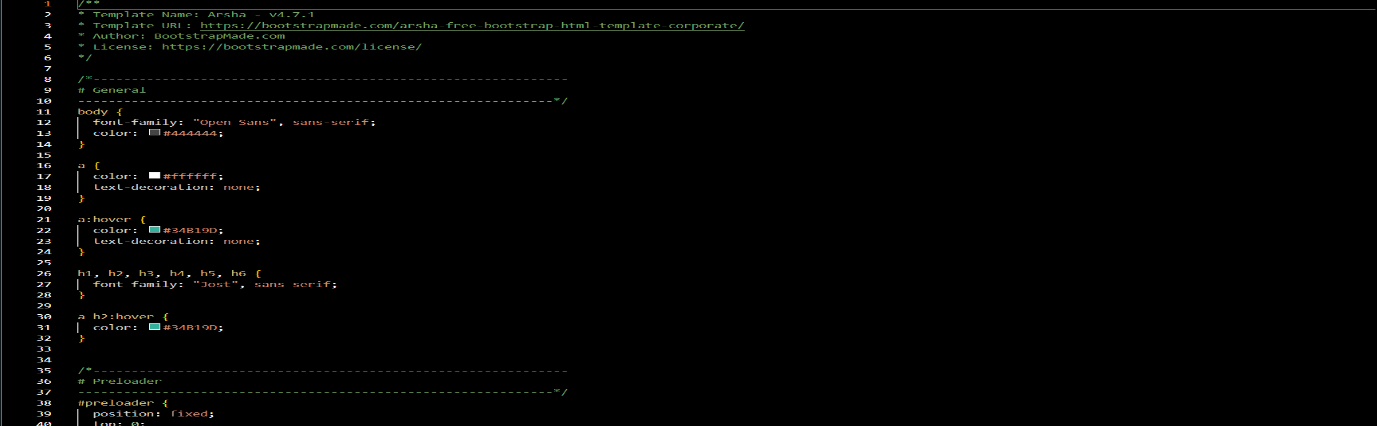 1 /**
2 * Template Name: Arsha - v4.7.1
3 * Template URL: https://bootstrapmade.com/arsha-free-bootstrap-html-template-corporate/
4 * Author: BootstrapMade.com
5 * License: https://bootstrapmade.com/license/
6 */
7
8 /*--------------------------------------------------------------
9 # General
10 --------------------------------------------------------------*/
11 body {
12 font-family: "Open Sans", sans-serif;
13 color: #444444;
14 }
15
16 a {
17 color: #ffffff;
18 text-decoration: none;
19 }
20
21 a:hover {
22 color: #34B19D;
23 text-decoration: none;
24 }
25
26 h1, h2, h3, h4, h5, h6 {
27 font-family: "Jost", sans-serif;
28 }
29
30 a h2:hover {
31 color: #34B19D;
32 }
33
34
35 /*--------------------------------------------------------------
36 # Preloader
37 --------------------------------------------------------------*/
38 #preloader {
39 position: fixed;
40 top: 0;